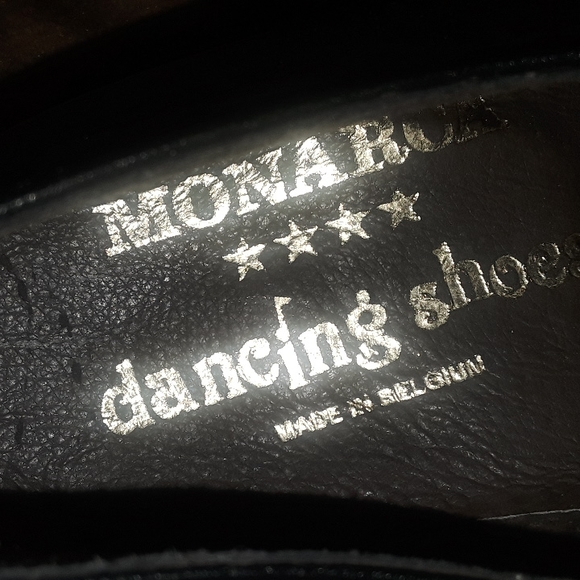 MONARCH
★★★★
dancing shoes
MADE IN BELGIUM